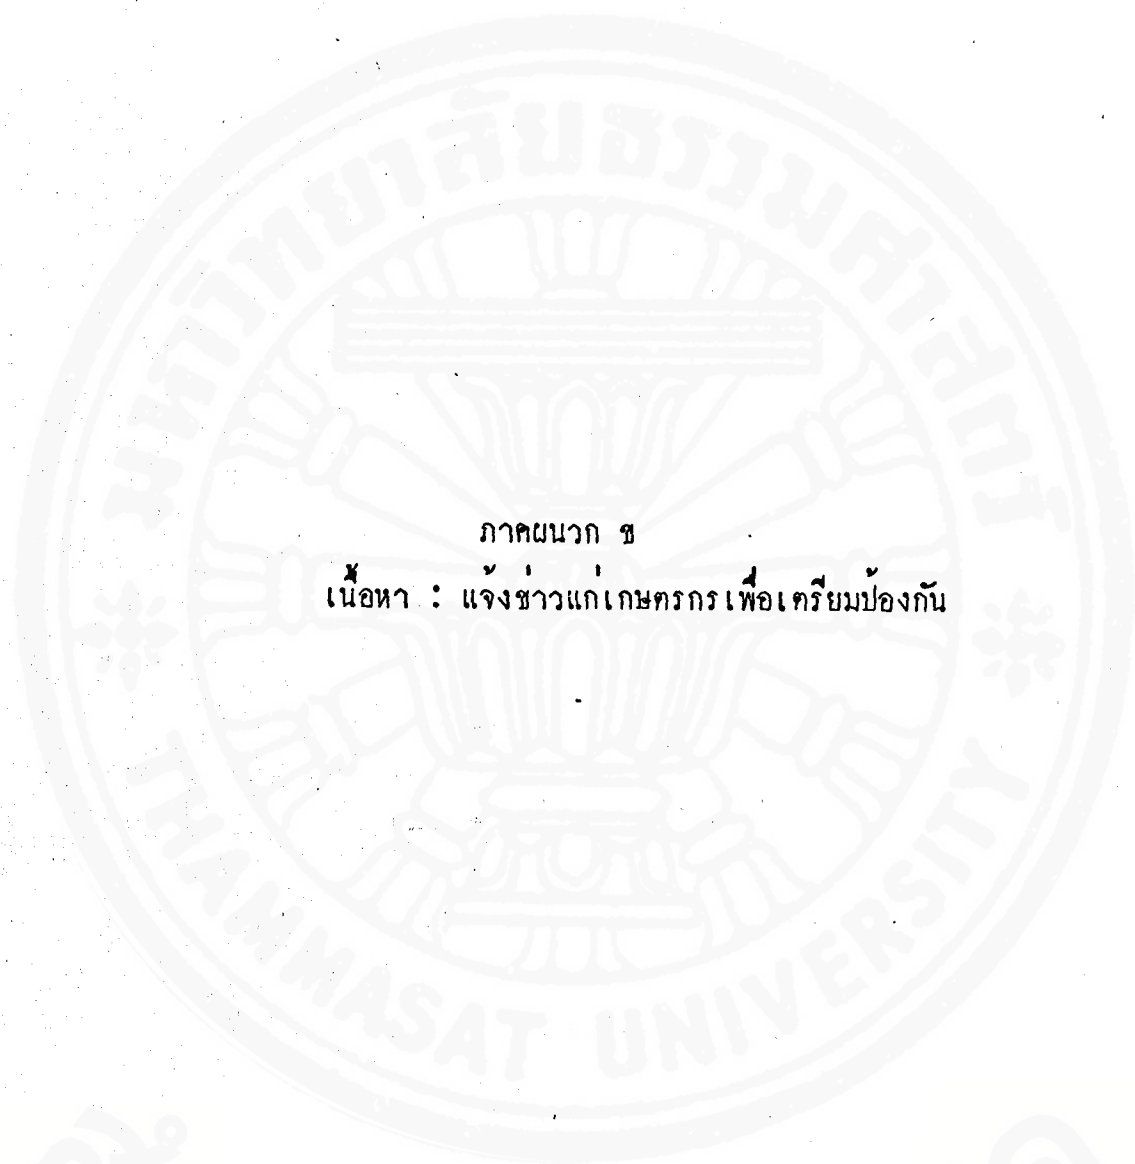 ภาคผนวก ข
เนื้อหา : แจ้งข่าวแก่เกษตรกรเพื่อเตรียมป้องกัน
มหาวิทยาลัยธรรมศาสตร์
THAMMASAT UNIVERSITY